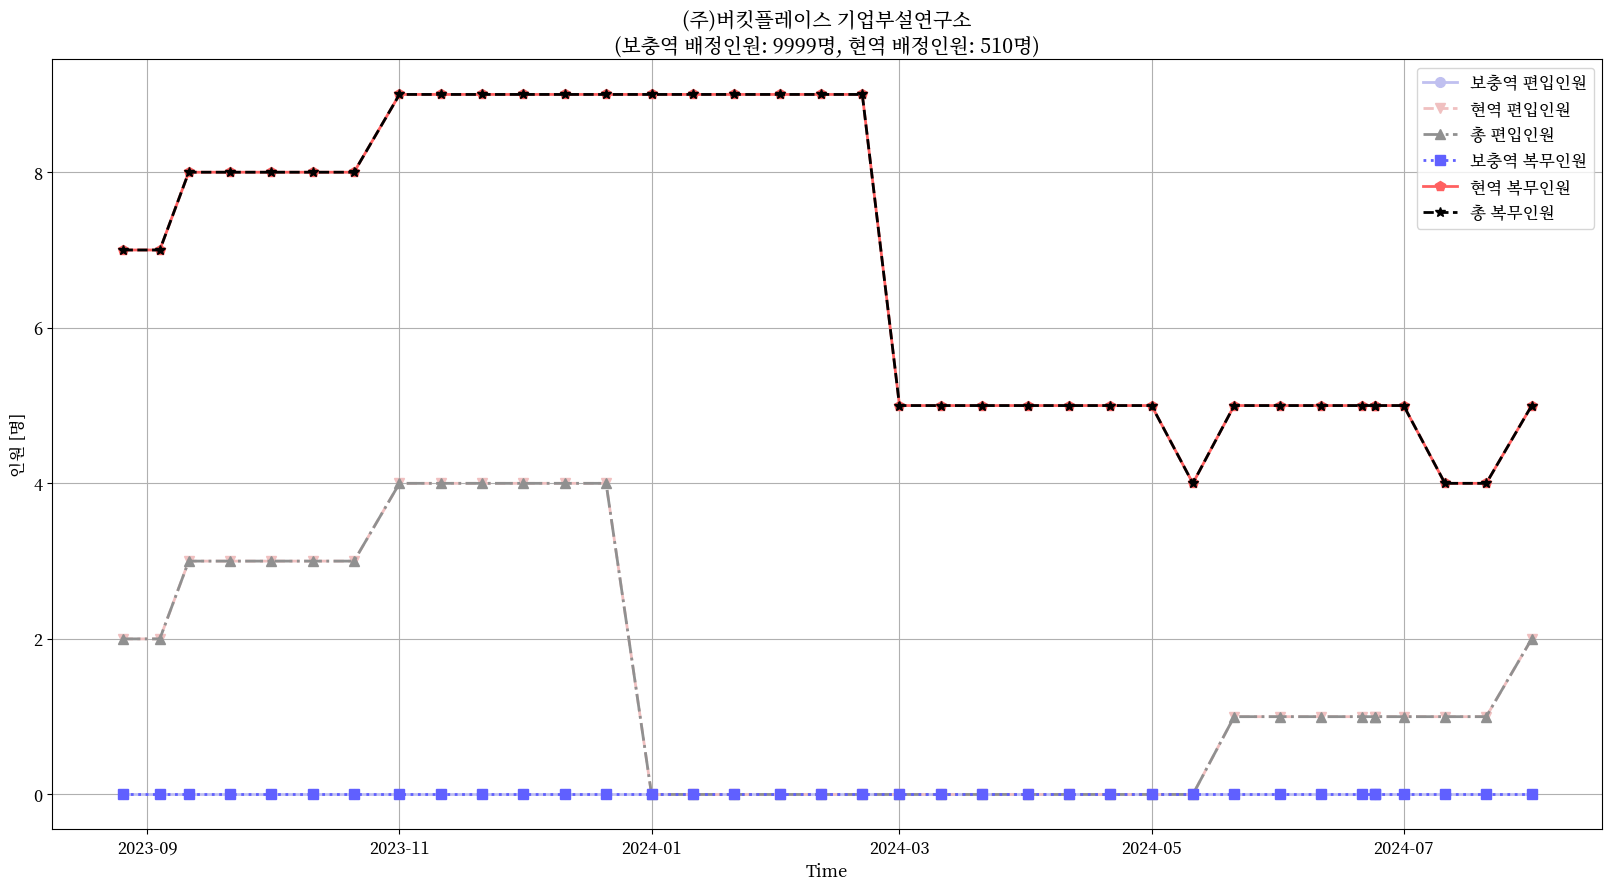 (주)버킷플레이스 기업부설연구소
(보충역 배정인원: 9999명, 현역 배정인원: 510명)
보충역 편입인원
현역 편입인원
총 편입인원
보충역 복무인원
현역 복무인원
총 복무인원
인원 [명]
8
6
4
2
0
2023-09
2023-11
2024-01
2024-03
2024-05
2024-07
Time